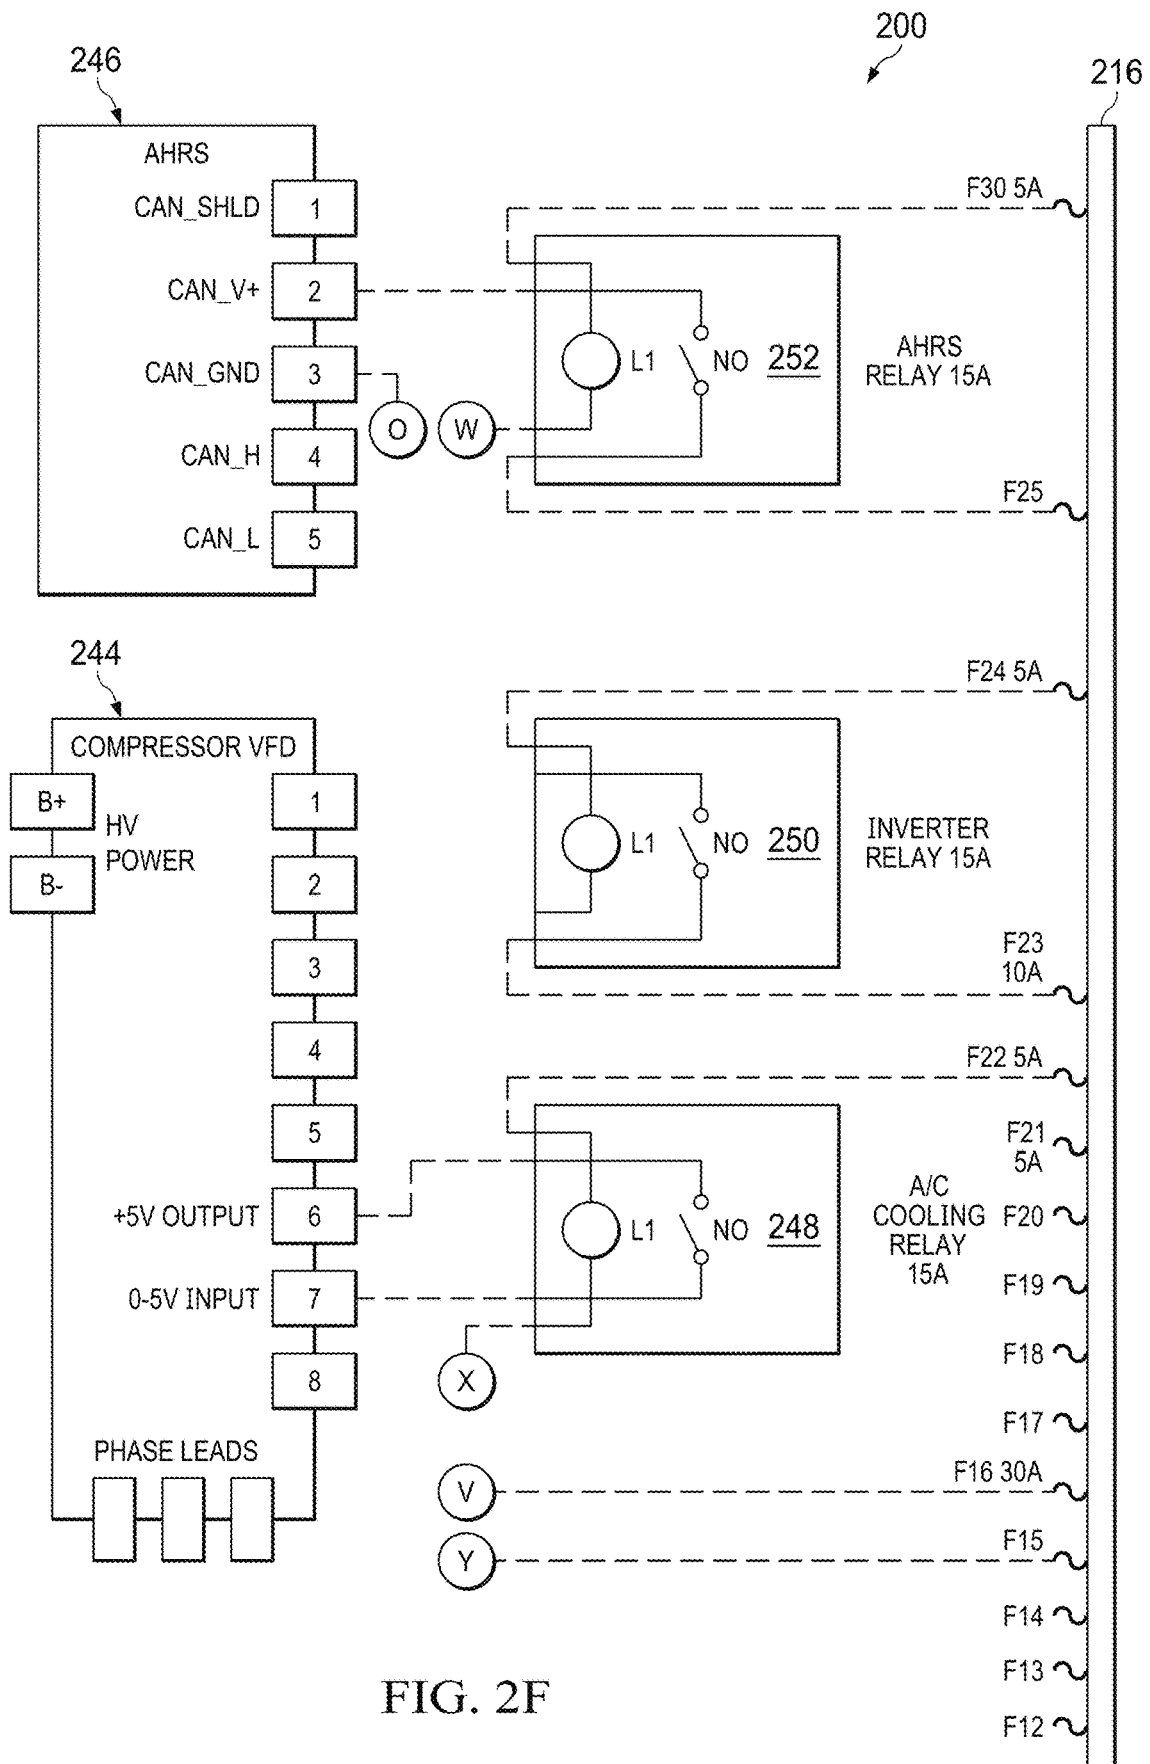 200
246
216
AHRS
CAN_SHLD 1
F30 5A
CAN_V+ 2
CAN_GND 3
L1 NO 252
AHRS
RELAY 15A
O W
CAN_H 4
F25
CAN_L 5
244
F24 5A
COMPRESSOR VFD
B+
HV
POWER
B-
1
2
L1 NO 250
INVERTER
RELAY 15A
3
F23
10A
4
F22 5A
5
F21
5A
+5V OUTPUT 6
L1 NO 248
A/C
COOLING
RELAY
15A
F20
0-5V INPUT 7
F19
8
X
F18
F17
PHASE LEADS
V
F16 30A
Y
F15
F14
F13
F12
FIG. 2F